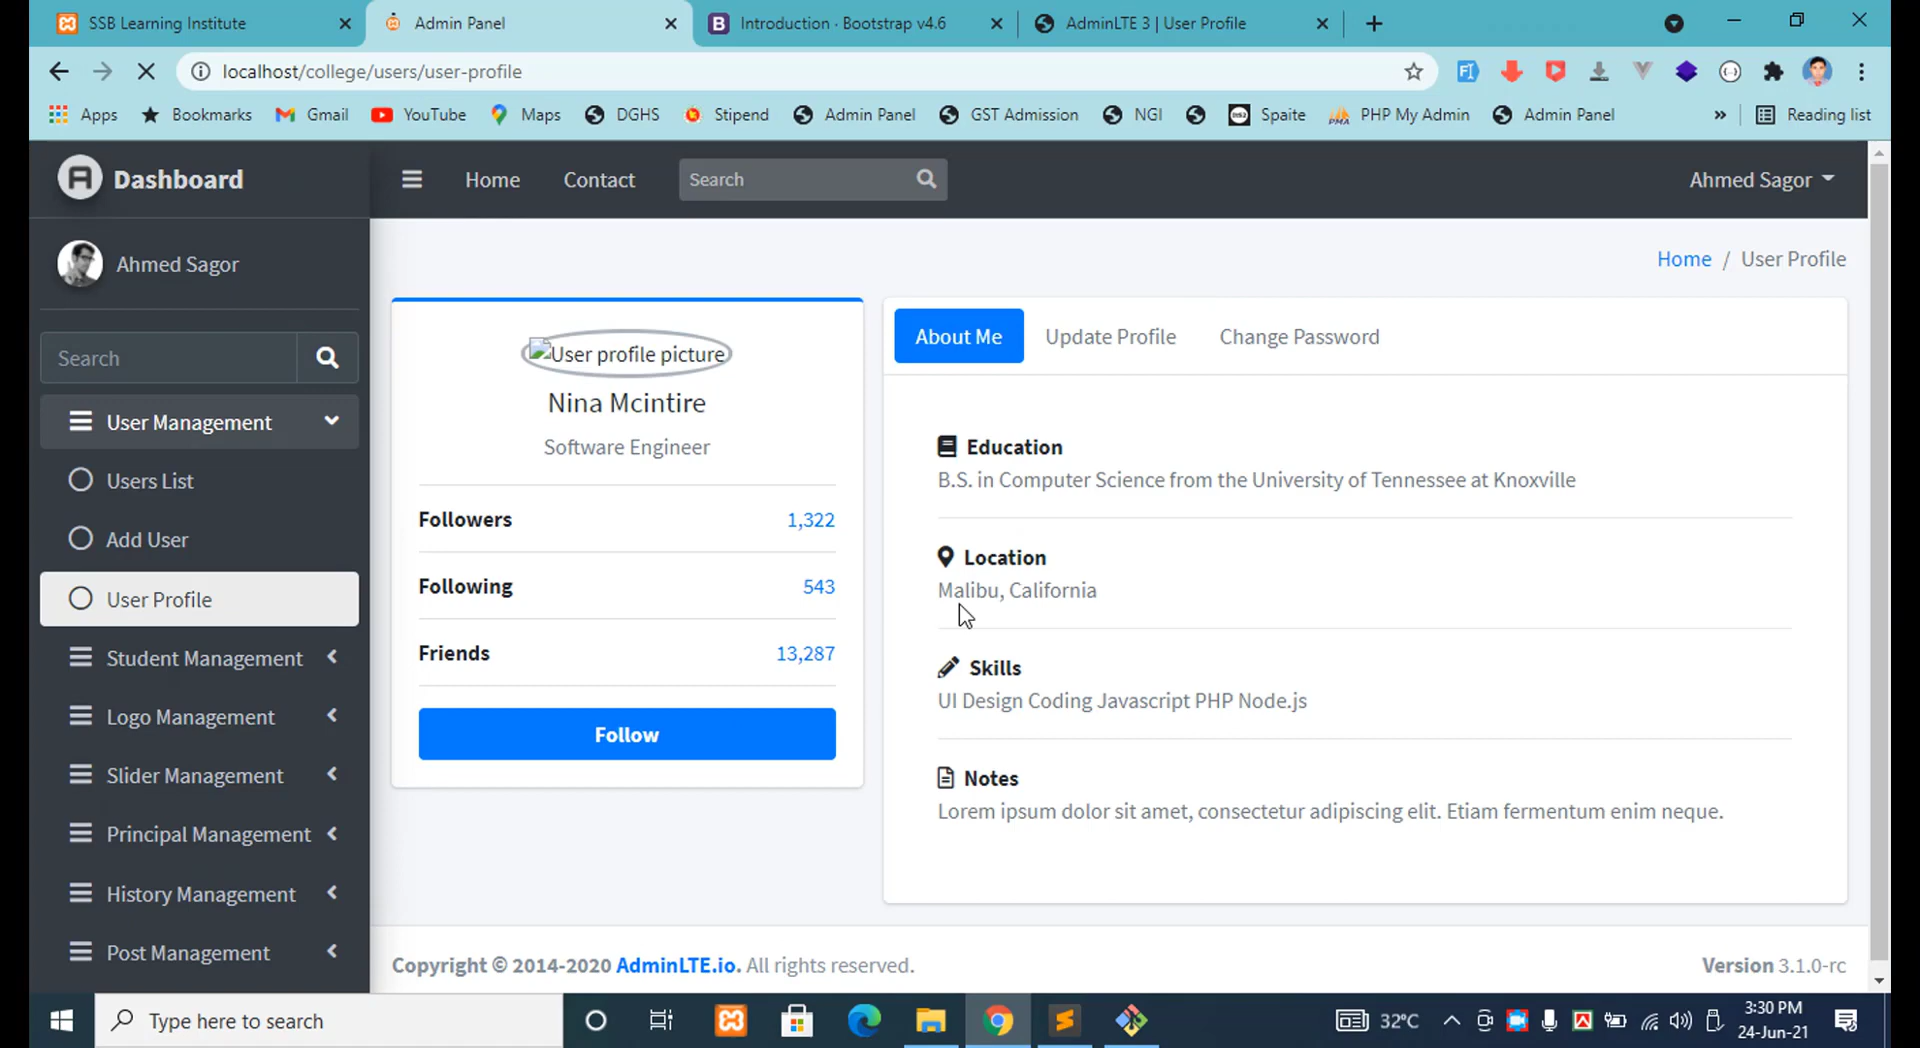 SSB Learning Institute
Admin Panel
Introduction · Bootstrap v4.6
AdminLTE 3 | User Profile
localhost/college/users/user-profile
Apps
Bookmarks
Gmail
YouTube
Maps
DGHS
Stipend
Admin Panel
GST Admission
NGI
Spaite
PHP My Admin
Admin Panel
»
Reading list
Dashboard
Home
Contact
Search
Ahmed Sagor
Ahmed Sagor
Search
User Management
Users List
Add User
User Profile
Student Management
Logo Management
Slider Management
Principal Management
History Management
Post Management
Home / User Profile
User profile picture
Nina Mcintire
Software Engineer
Followers 1,322
Following 543
Friends 13,287
Follow
About Me
Update Profile
Change Password
Education
B.S. in Computer Science from the University of Tennessee at Knoxville
Location
Malibu, California
Skills
UI Design Coding Javascript PHP Node.js
Notes
Lorem ipsum dolor sit amet, consectetur adipiscing elit. Etiam fermentum enim neque.
Copyright © 2014-2020 AdminLTE.io. All rights reserved.
Version 3.1.0-rc
Type here to search
32°C
3:30 PM
24-Jun-21